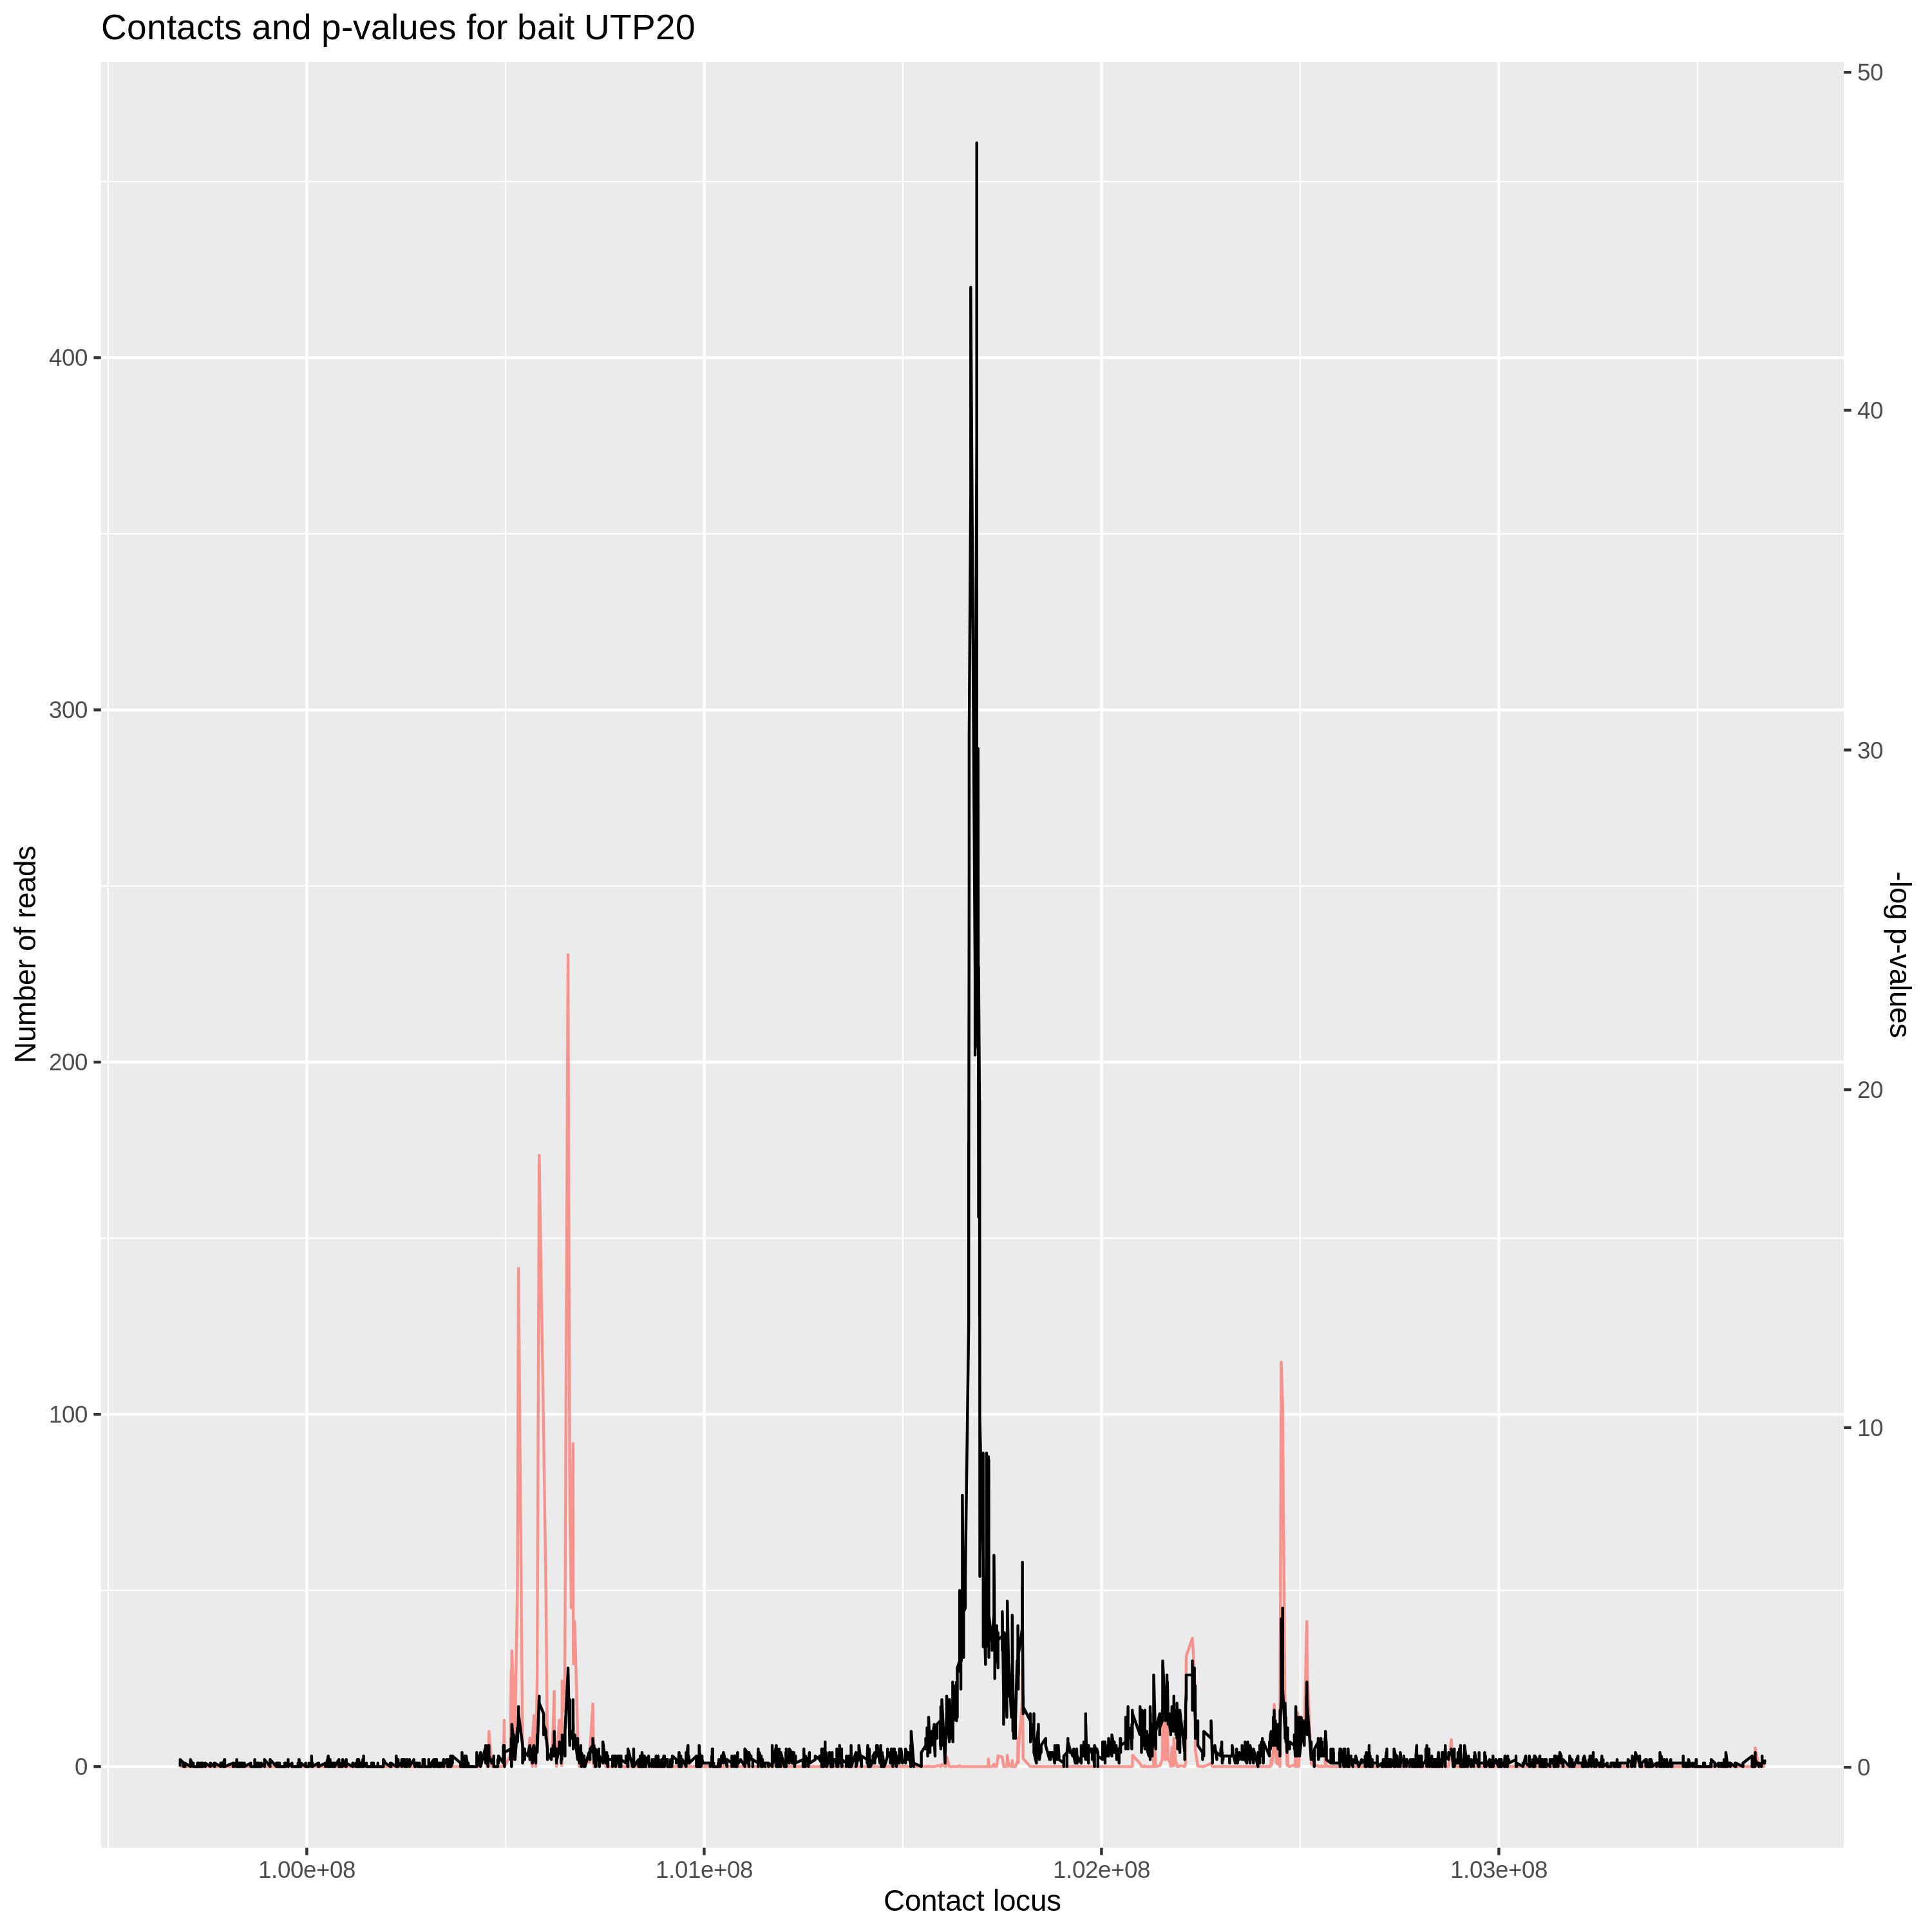 Contacts and p-values for bait UTP20
Number of reads
400
300
200
100
0
50
40
30
20
10
0
-log p-values
1.00e+08 1.01e+08 1.02e+08 1.03e+08
Contact locus